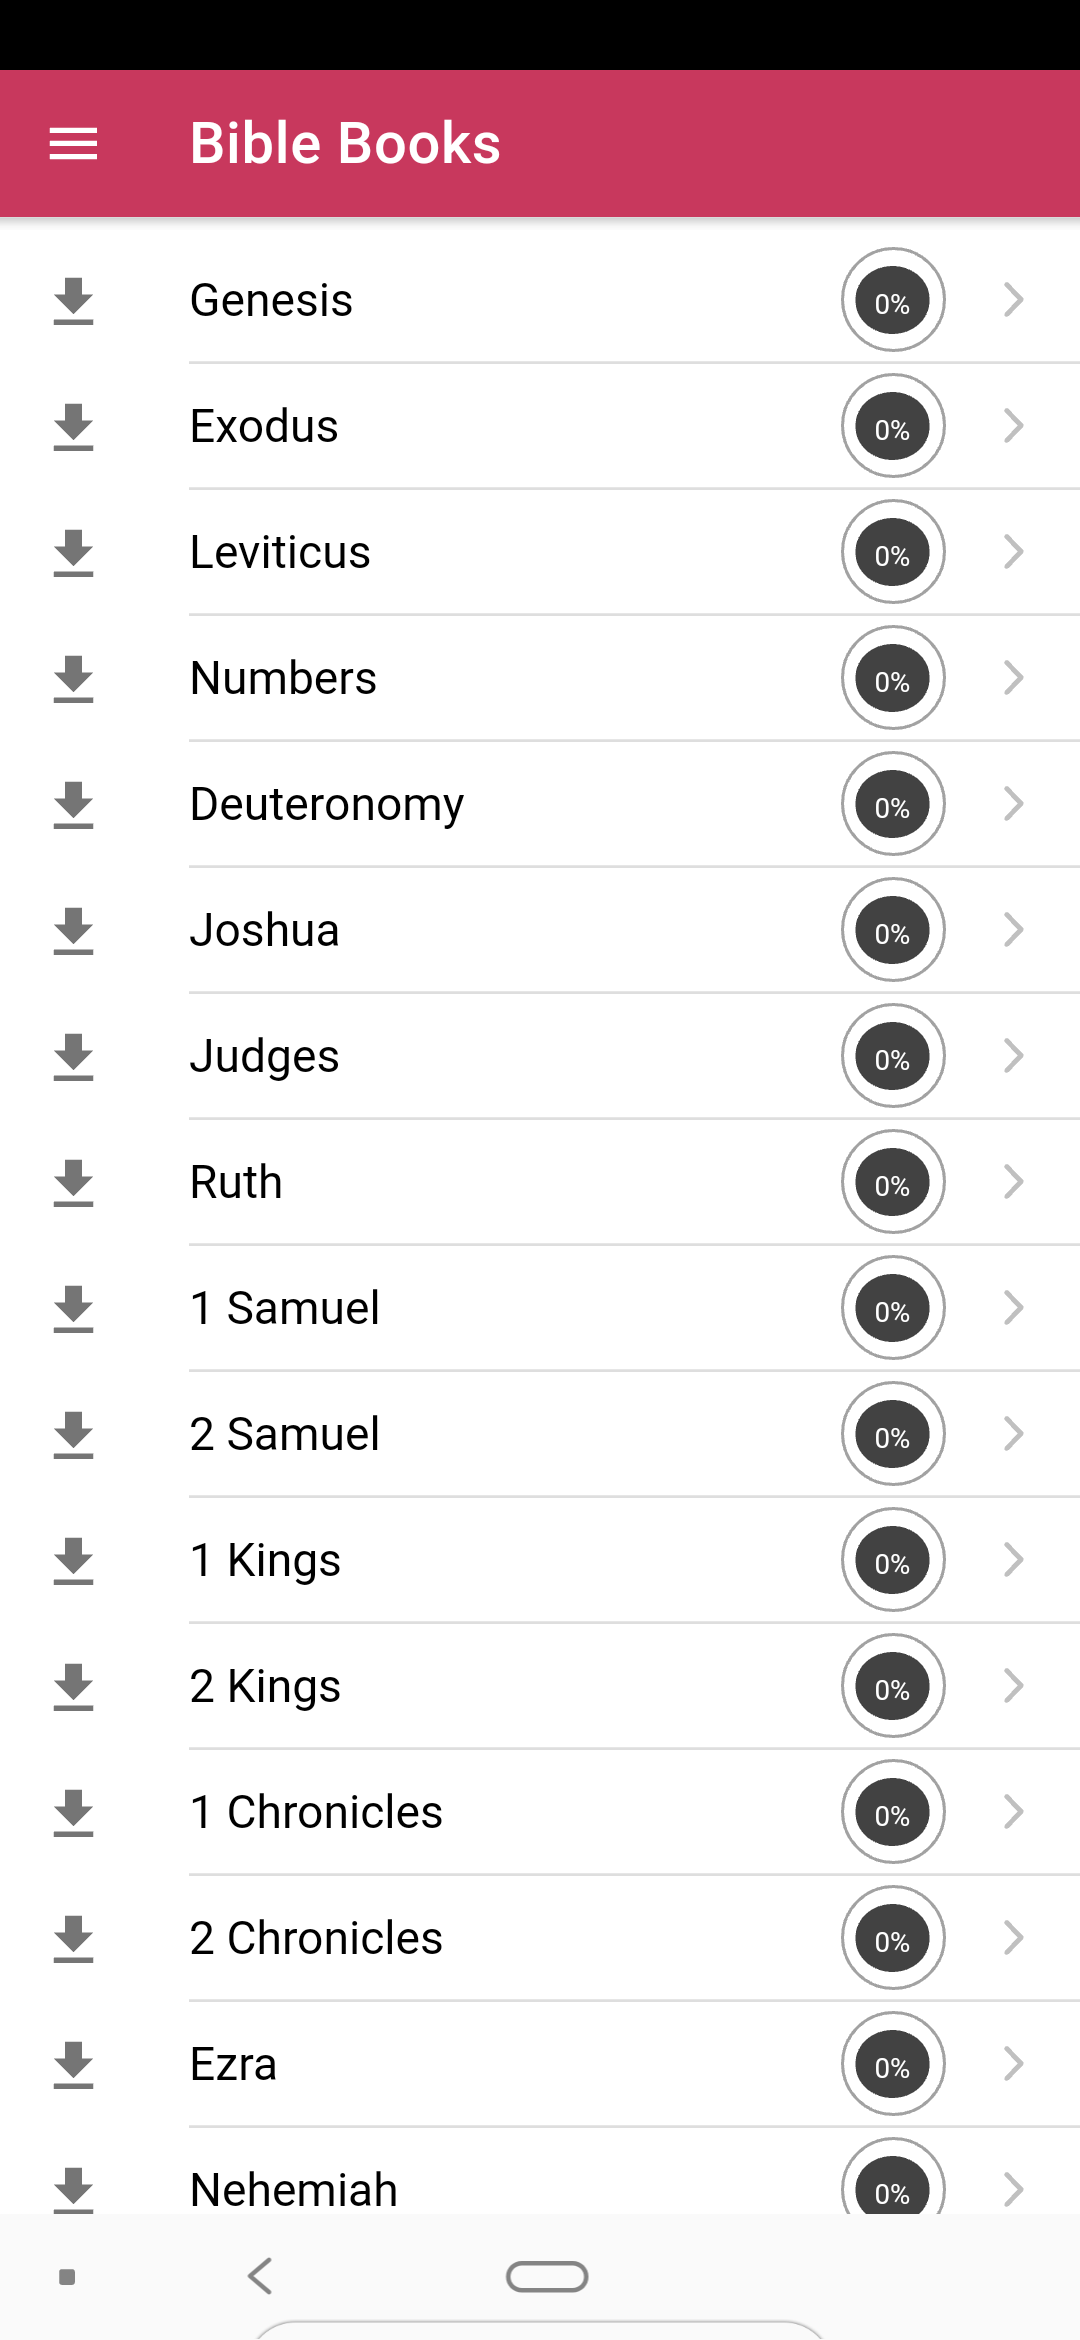 Bible Books
Genesis 0%
Exodus 0%
Leviticus 0%
Numbers 0%
Deuteronomy 0%
Joshua 0%
Judges 0%
Ruth 0%
1 Samuel 0%
2 Samuel 0%
1 Kings 0%
2 Kings 0%
1 Chronicles 0%
2 Chronicles 0%
Ezra 0%
Nehemiah 0%